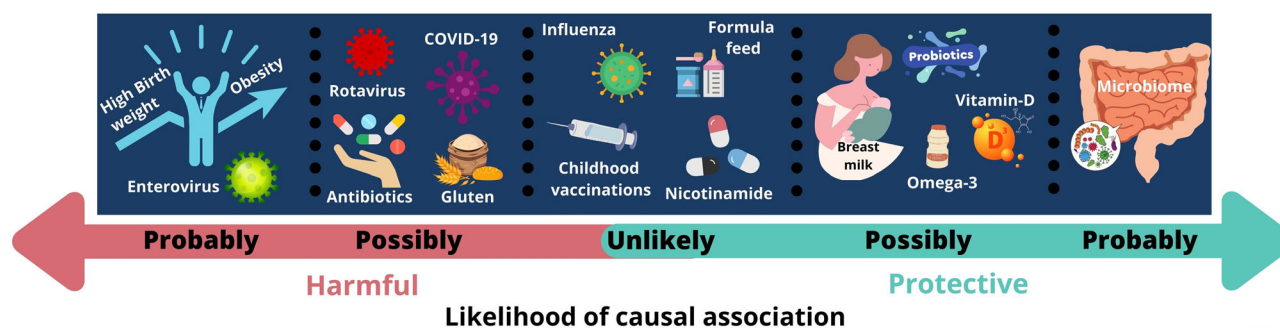 High Birth
weight
Obesity
Enterovirus
Rotavirus
COVID-19
Antibiotics
Gluten
Influenza
Formula
feed
Childhood
vaccinations
Nicotinamide
Breast
milk
Probiotics
Vitamin-D
D3
Omega-3
Microbiome
Probably
Possibly
Unlikely
Possibly
Probably
Harmful
Protective
Likelihood of causal association